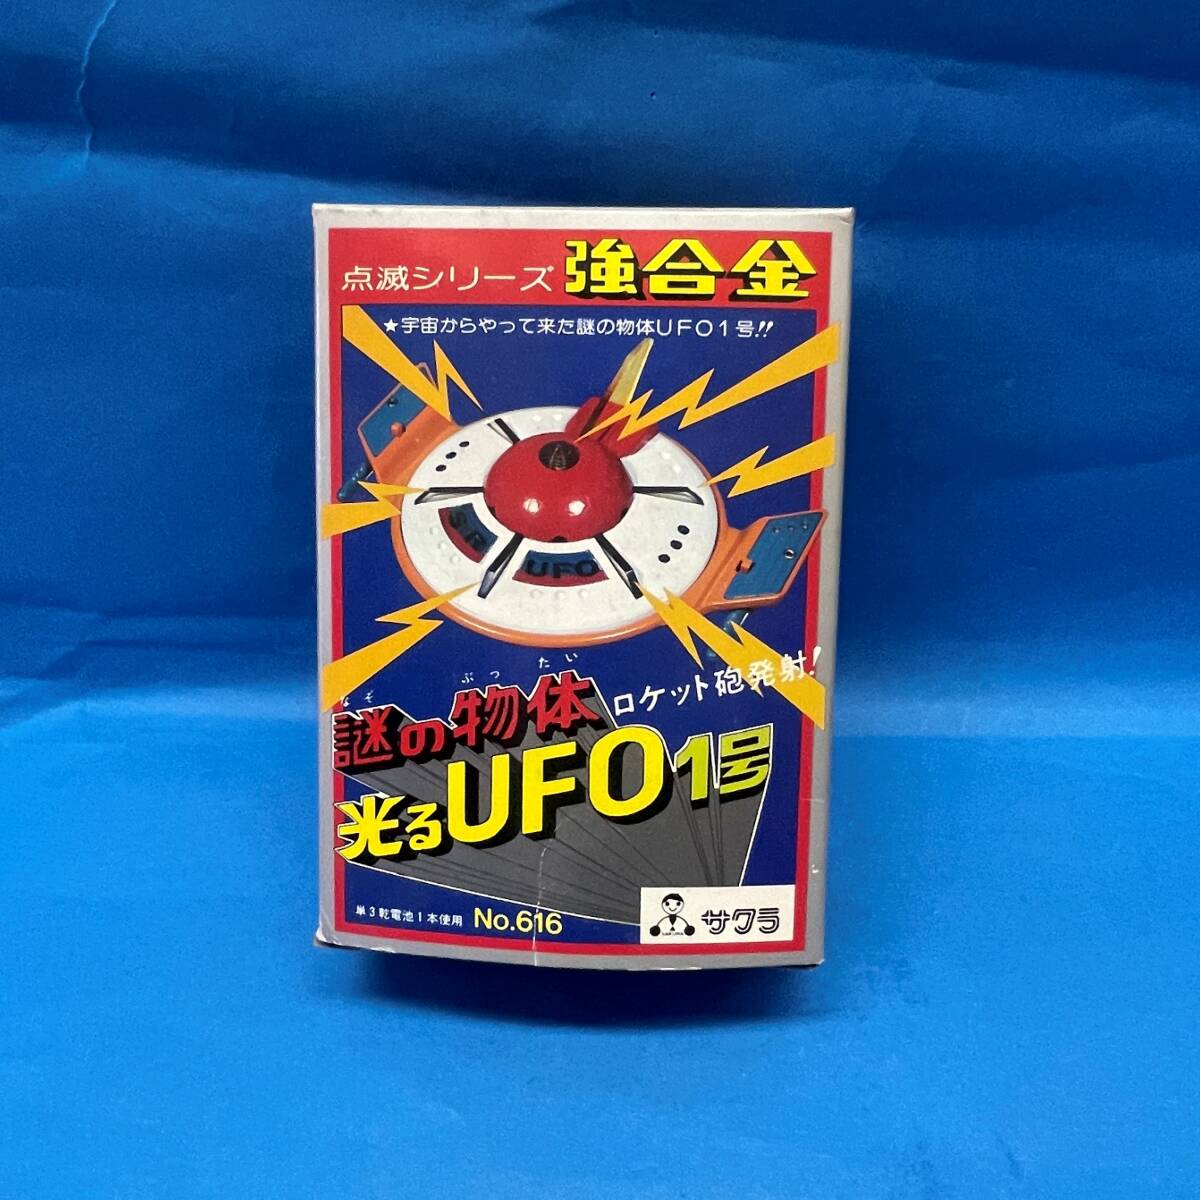 点滅シリーズ 強合金
★宇宙からやって来た謎の物体UFO1号!!
S.R
UFO
ロケット砲発射!
なぞ ぶったい
謎の物体
光るUFO1号
単3乾電池1本使用 No.616
SAKURA サクラ